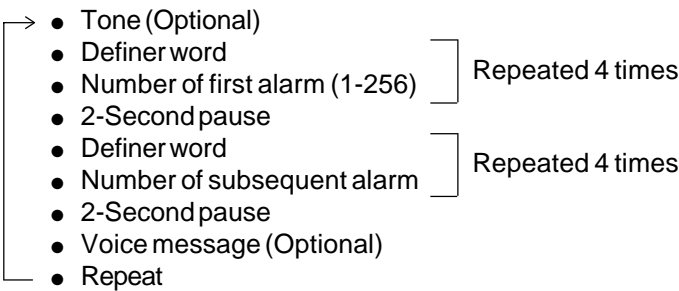 • Tone (Optional)
• Definer word
• Number of first alarm (1-256)
Repeated 4 times
• 2-Second pause
• Definer word
• Number of subsequent alarm
Repeated 4 times
• 2-Second pause
• Voice message (Optional)
• Repeat